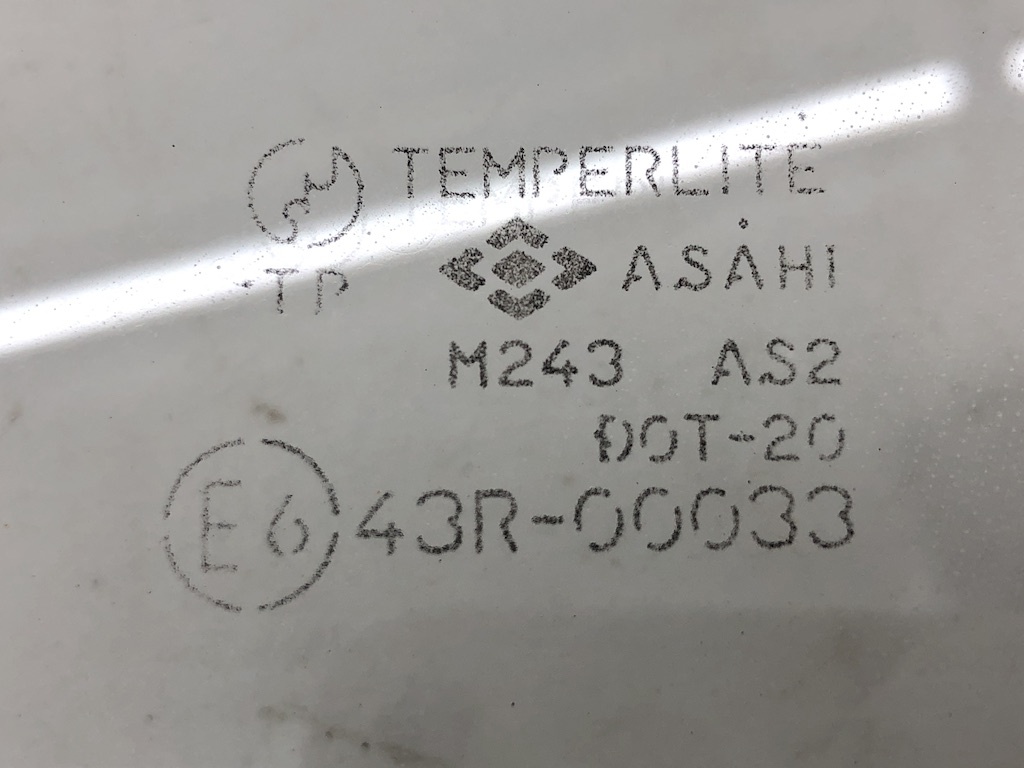 TEMPERLITE
TP
ASAHI
M243 AS2
DOT-20
E6 43R-00033